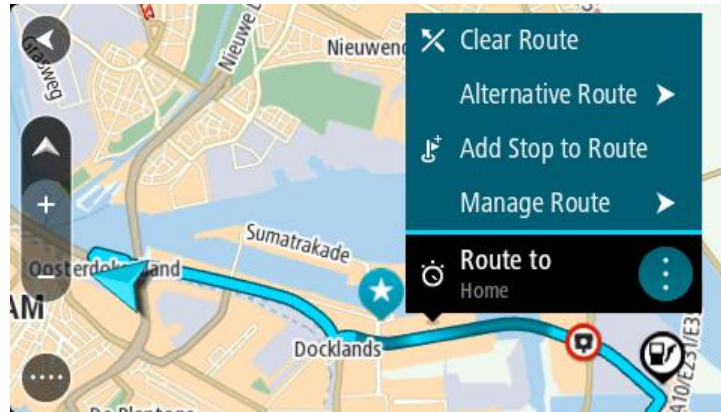 Grasweg
Nieuwe L
Nieuwend
Clear Route
Alternative Route
Add Stop to Route
Manage Route
Sumatrakade
Route to
Home
AM
Docklands
A10/E231/E3